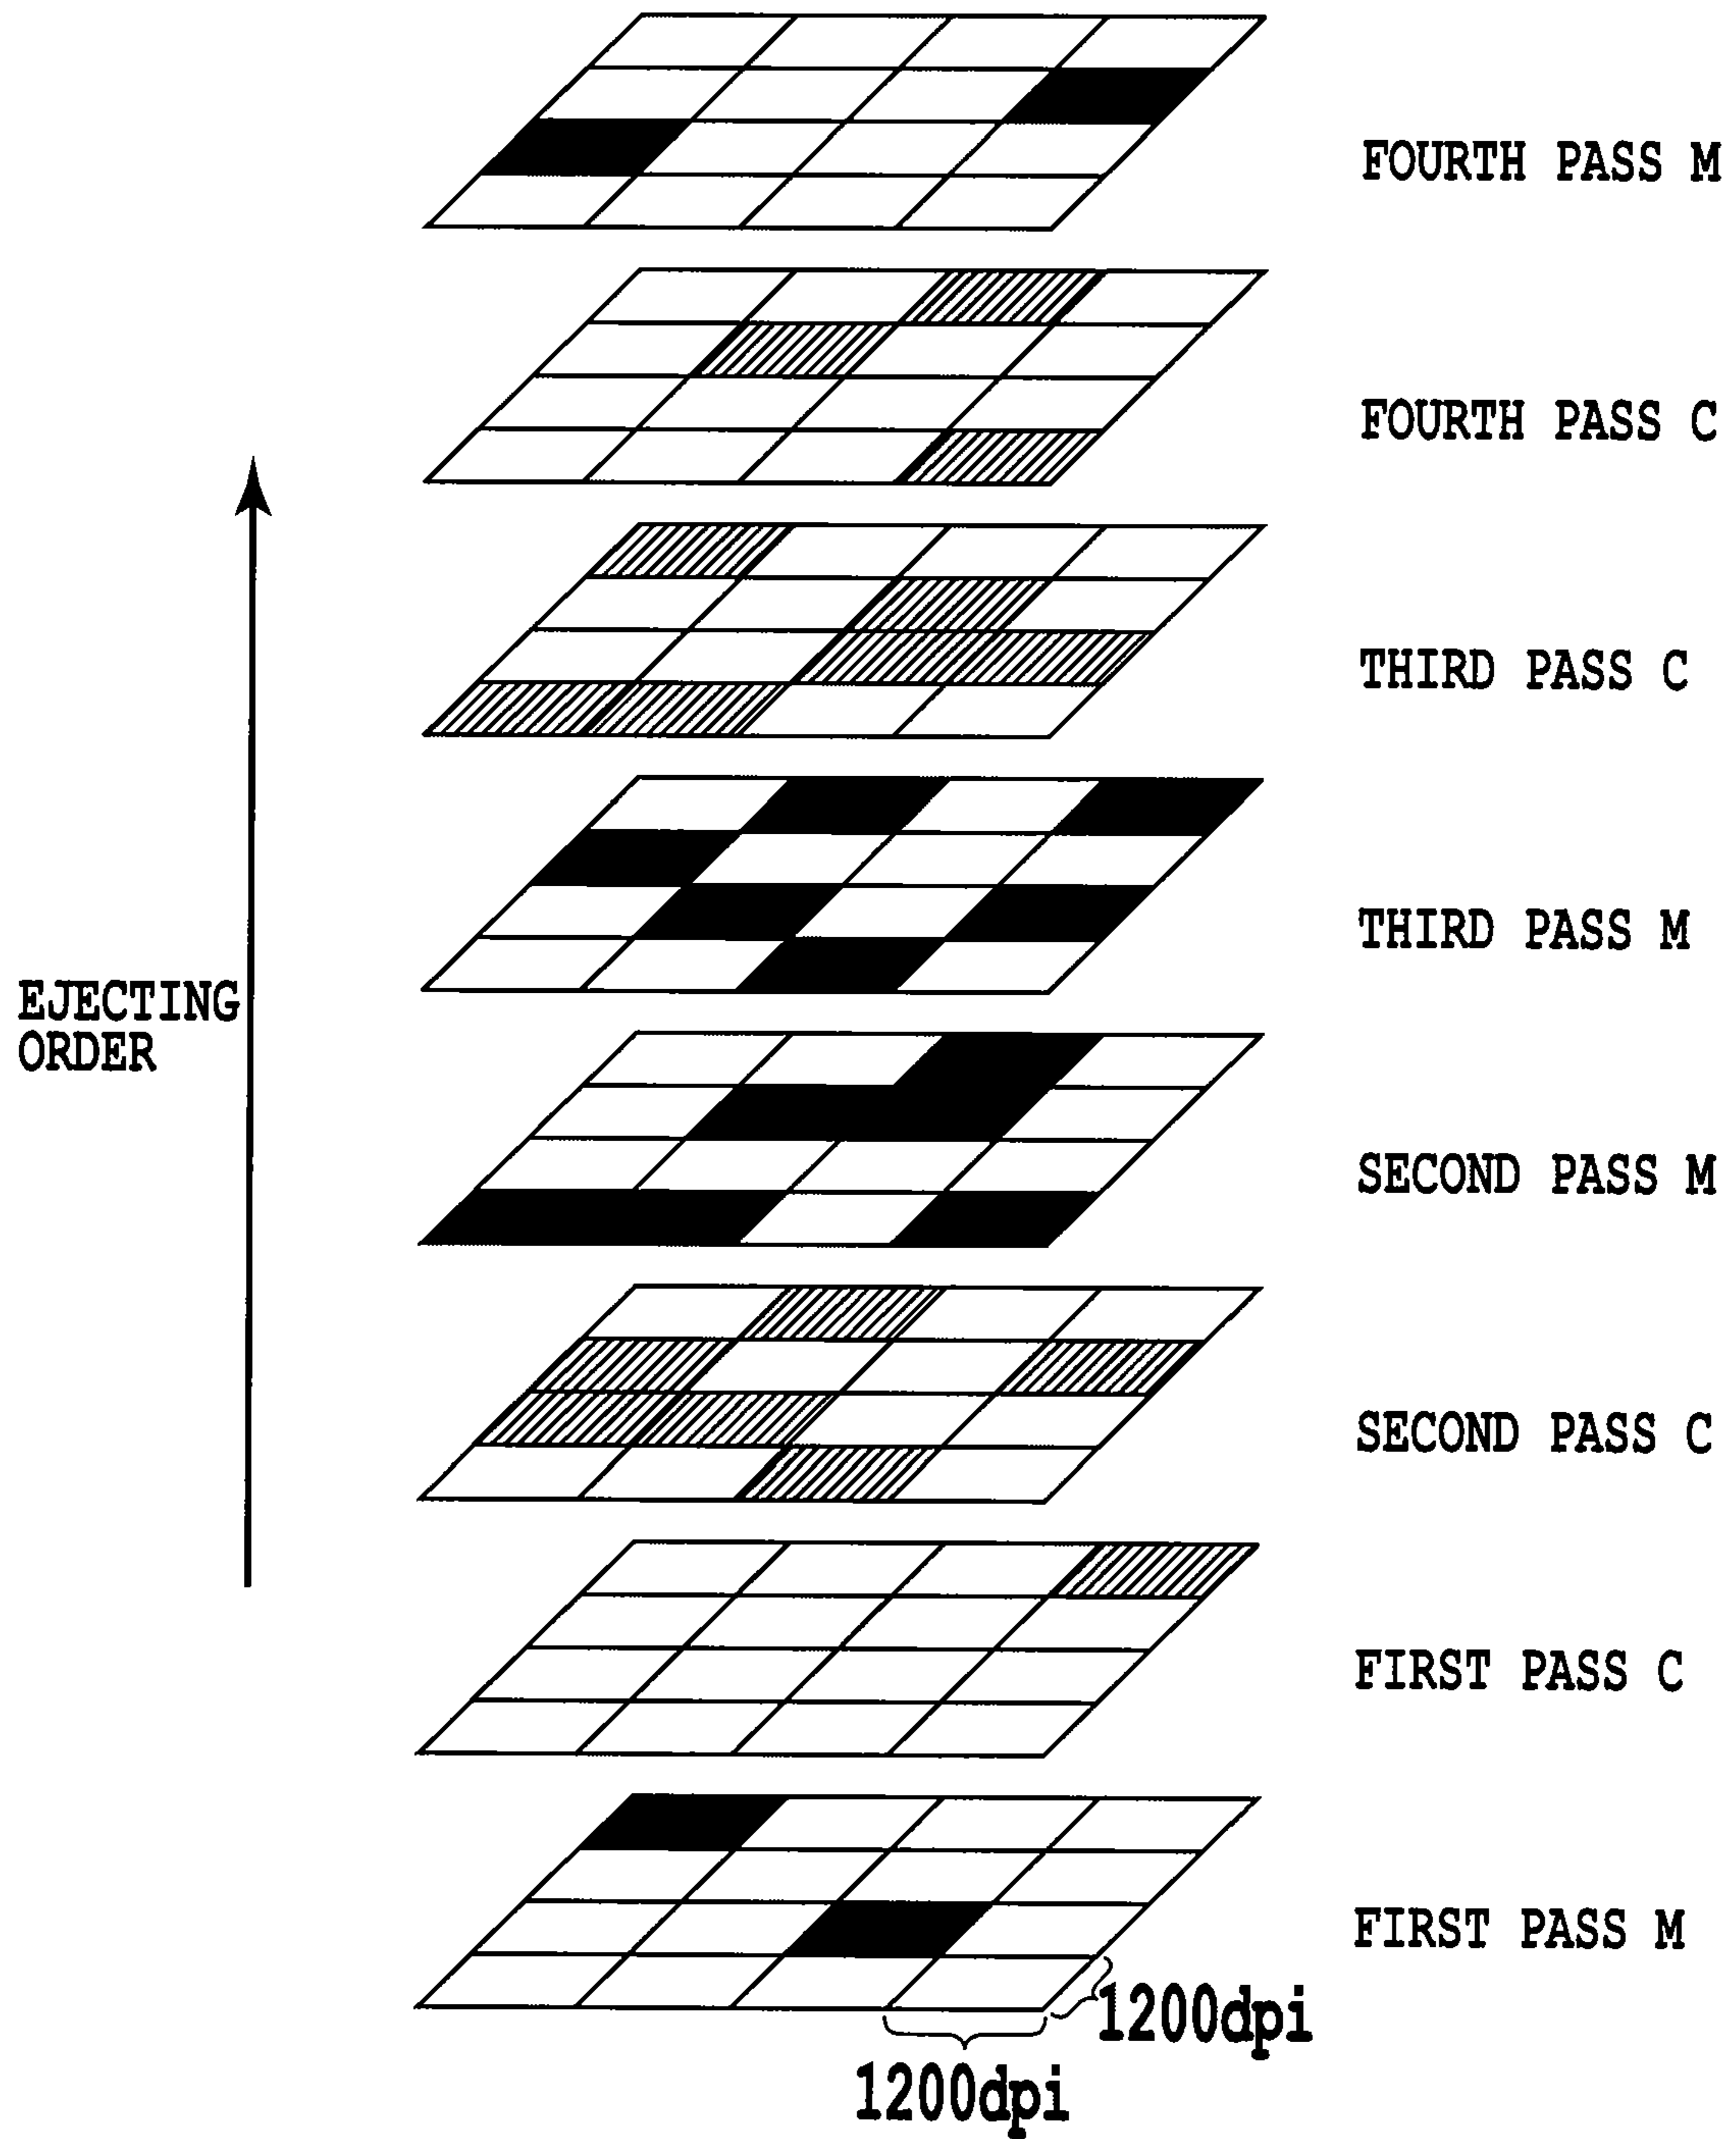 FOURTH PASS M
FOURTH PASS C
THIRD PASS C
THIRD PASS M
EJECTING
ORDER
SECOND PASS M
SECOND PASS C
FIRST PASS C
FIRST PASS M
1200dpi
1200dpi